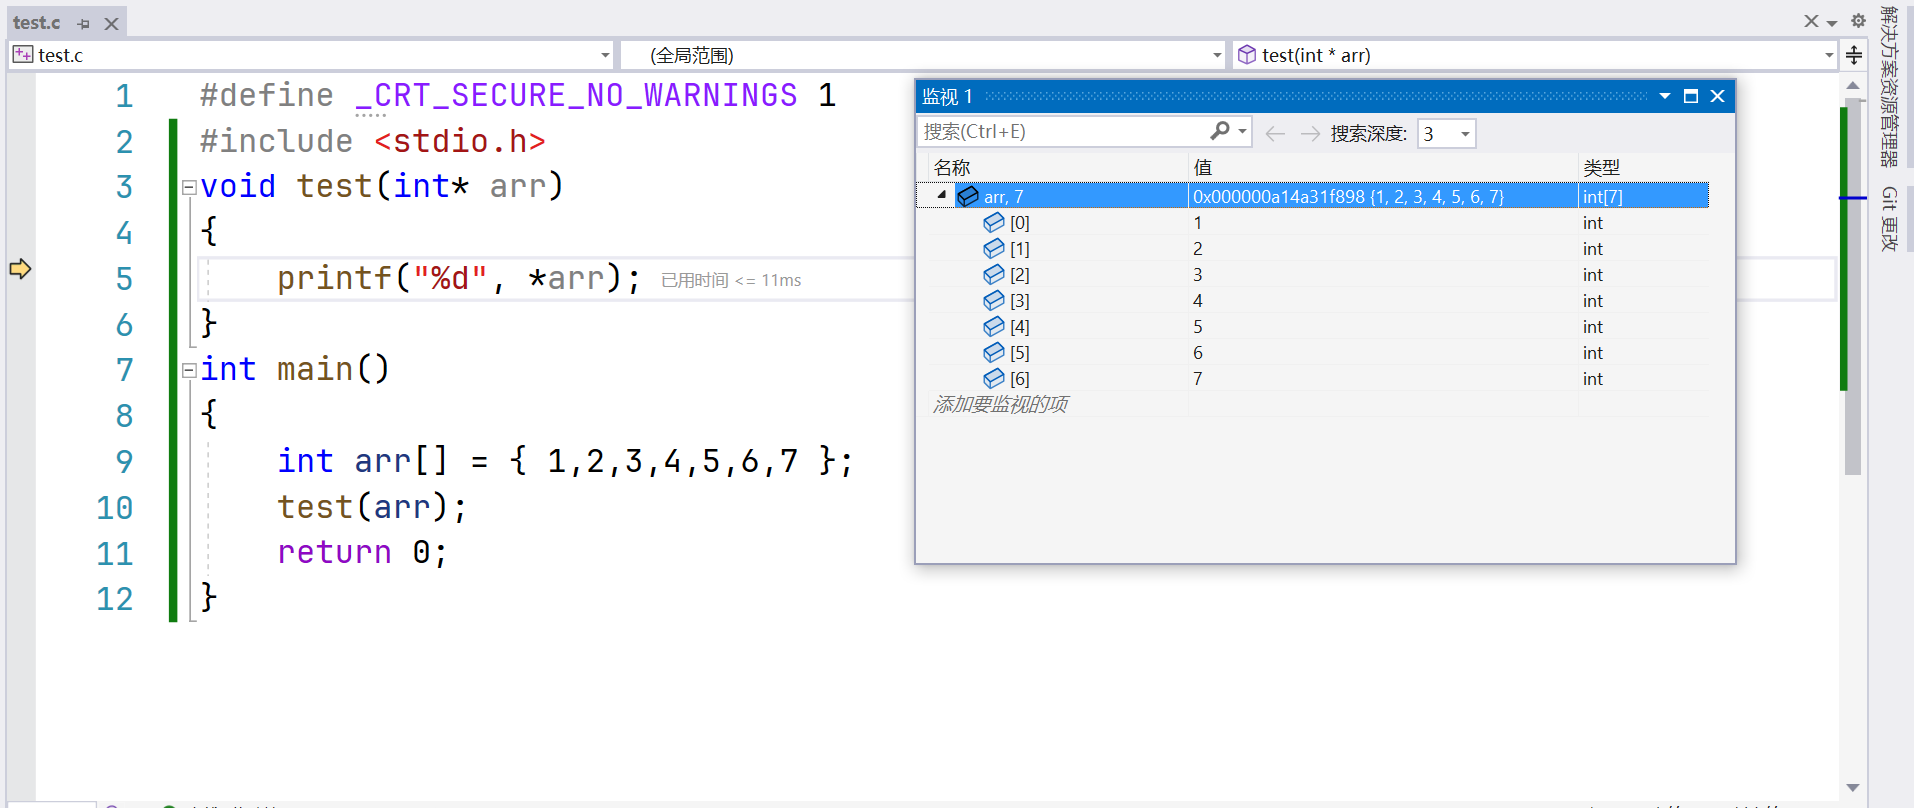 test.c
test.c
(全局范围)
test(int * arr)
1 #define _CRT_SECURE_NO_WARNINGS 1
2 #include <stdio.h>
3 void test(int* arr)
4 {
5 printf("%d", *arr); 已用时间 <= 11ms
6 }
7 int main()
8 {
9 int arr[] = { 1,2,3,4,5,6,7 };
10 test(arr);
11 return 0;
12 }
监视 1
搜索(Ctrl+E)
搜索深度: 3
名称 值 类型
arr, 7 0x000000a14a31f898 {1, 2, 3, 4, 5, 6, 7} int[7]
[0] 1 int
[1] 2 int
[2] 3 int
[3] 4 int
[4] 5 int
[5] 6 int
[6] 7 int
添加要监视的项
解决方案资源管理器
Git 更改